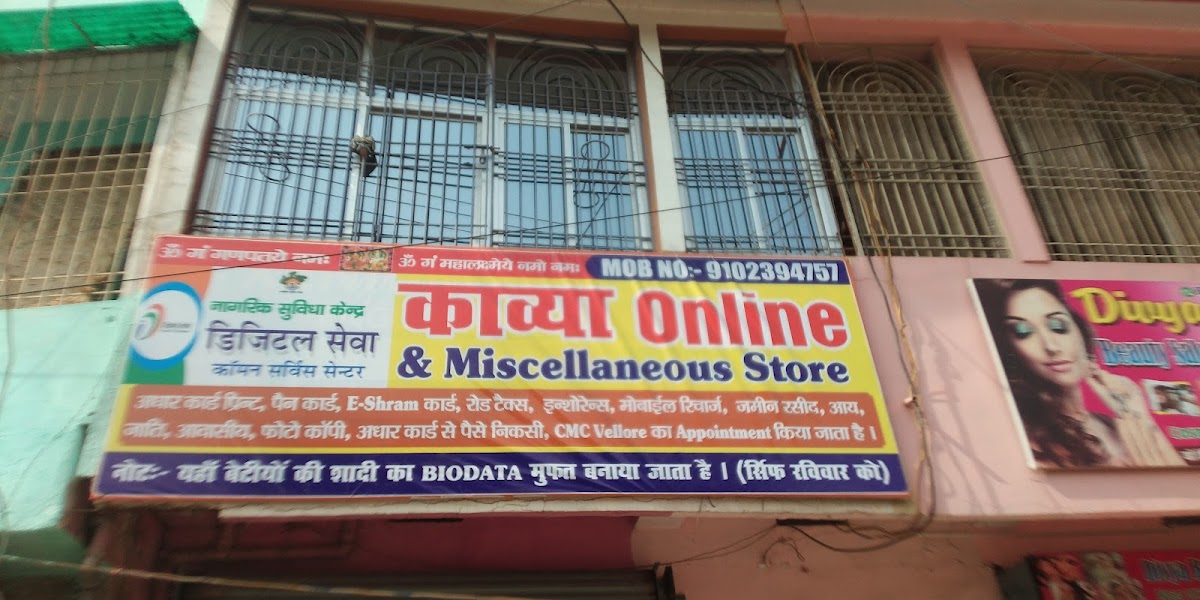 ॐ गं गणपतये नमः
ॐ गं महालक्ष्मेये नमो नमः
MOB NO:- 9102394757
नागरिक सुविधा केन्द्र
डिजिटल सेवा
कॉमन सर्विस सेन्टर
काव्या Online
& Miscellaneous Store
अधार कार्ड प्रिन्ट, पैन कार्ड, E-Shram कार्ड, रोड टैक्स, इन्शोरेन्स, मोबाईल रिचार्ज, जमीन रसीद, आय,
जाति, आवासीय, फोटो कॉपी, अधार कार्ड से पैसे निकसी, CMC Vellore का Appointment किया जाता है ।
नोटः- यहाँ बेटीयों की शादी का BIODATA मुफत बनाया जाता है । (र्सिफ रविवार को)
Divya
Beauty